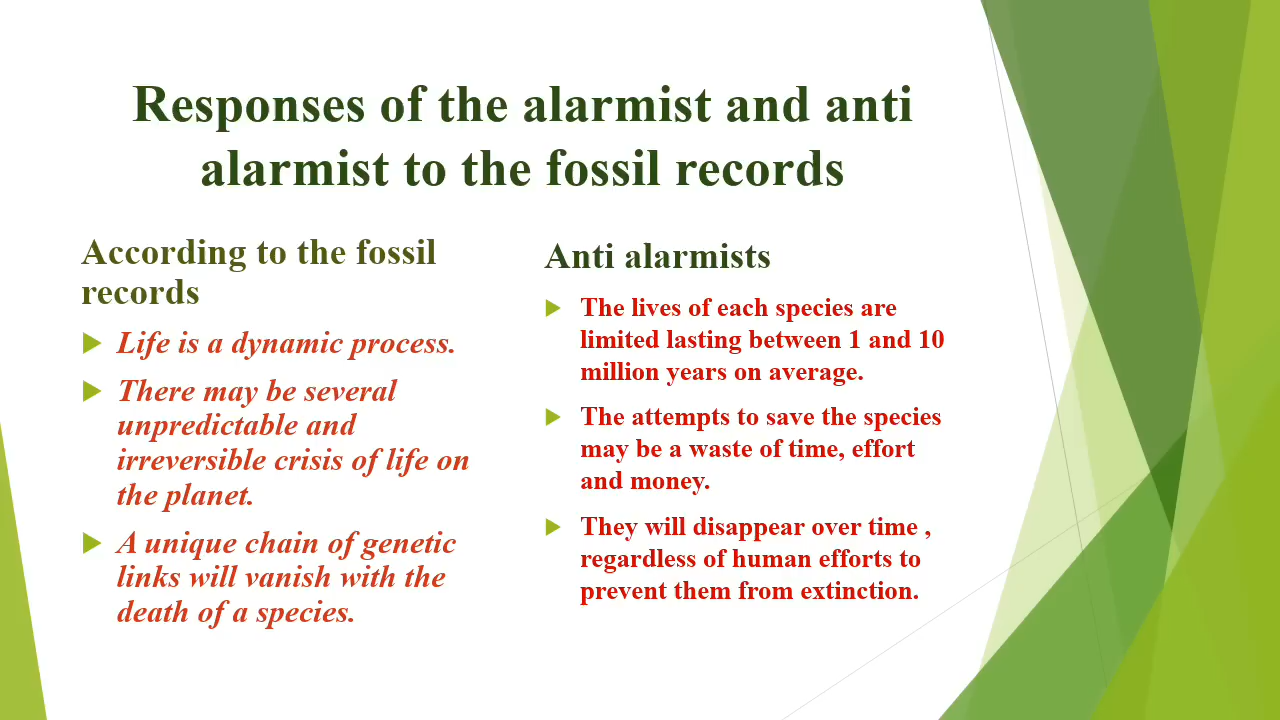 Responses of the alarmist and anti
alarmist to the fossil records
According to the fossil
records
Life is a dynamic process.
There may be several
unpredictable and
irreversible crisis of life on
the planet.
A unique chain of genetic
links will vanish with the
death of a species.
Anti alarmists
The lives of each species are
limited lasting between 1 and 10
million years on average.
The attempts to save the species
may be a waste of time, effort
and money.
They will disappear over time ,
regardless of human efforts to
prevent them from extinction.